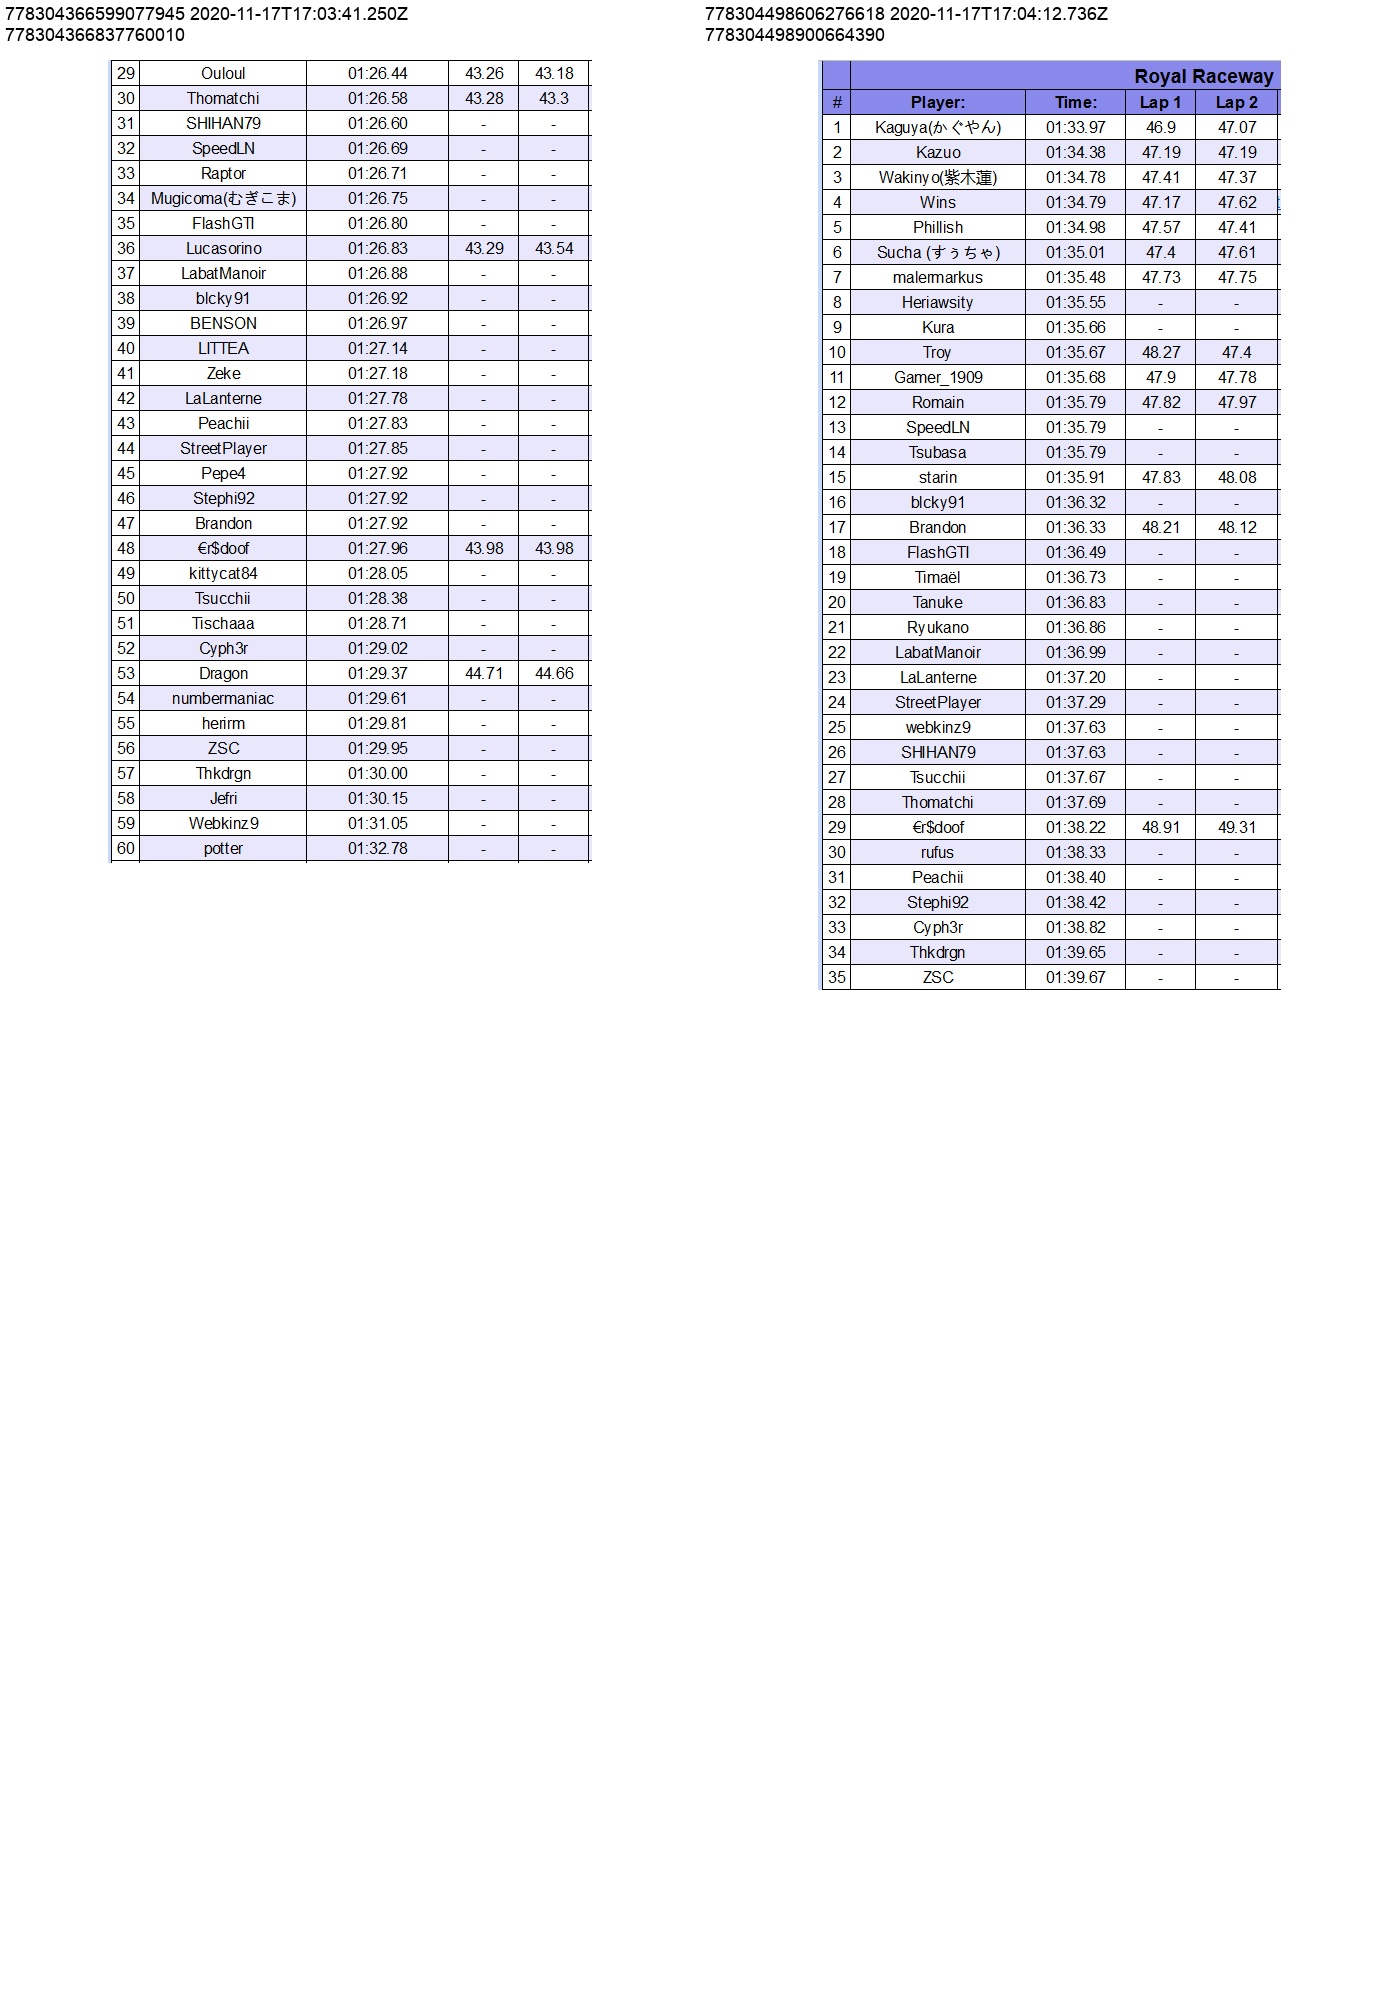 778304366599077945 2020-11-17T17:03:41.250Z
778304366837760010
29 Ouloul 01:26.44 43.26 43.18
30 Thomatchi 01:26.58 43.28 43.3
31 SHIHAN79 01:26.60 - -
32 SpeedLN 01:26.69 - -
33 Raptor 01:26.71 - -
34 Mugicoma(むぎこま) 01:26.75 - -
35 FlashGTI 01:26.80 - -
36 Lucasorino 01:26.83 43.29 43.54
37 LabatManoir 01:26.88 - -
38 blcky91 01:26.92 - -
39 BENSON 01:26.97 - -
40 LITTEA 01:27.14 - -
41 Zeke 01:27.18 - -
42 LaLanterne 01:27.78 - -
43 Peachii 01:27.83 - -
44 StreetPlayer 01:27.85 - -
45 Pepe4 01:27.92 - -
46 Stephi92 01:27.92 - -
47 Brandon 01:27.92 - -
48 €r$doof 01:27.96 43.98 43.98
49 kittycat84 01:28.05 - -
50 Tsucchii 01:28.38 - -
51 Tischaaa 01:28.71 - -
52 Cyph3r 01:29.02 - -
53 Dragon 01:29.37 44.71 44.66
54 numbermaniac 01:29.61 - -
55 herirm 01:29.81 - -
56 ZSC 01:29.95 - -
57 Thkdrgn 01:30.00 - -
58 Jefri 01:30.15 - -
59 Webkinz9 01:31.05 - -
60 potter 01:32.78 - -
778304498606276618 2020-11-17T17:04:12.736Z
778304498900664390
Royal Raceway
# Player: Time: Lap 1 Lap 2
1 Kaguya(かぐやん) 01:33.97 46.9 47.07
2 Kazuo 01:34.38 47.19 47.19
3 Wakinyo(紫木蓮) 01:34.78 47.41 47.37
4 Wins 01:34.79 47.17 47.62
5 Phillish 01:34.98 47.57 47.41
6 Sucha (すぅちゃ) 01:35.01 47.4 47.61
7 malermarkus 01:35.48 47.73 47.75
8 Heriawsity 01:35.55 - -
9 Kura 01:35.66 - -
10 Troy 01:35.67 48.27 47.4
11 Gamer_1909 01:35.68 47.9 47.78
12 Romain 01:35.79 47.82 47.97
13 SpeedLN 01:35.79 - -
14 Tsubasa 01:35.79 - -
15 starin 01:35.91 47.83 48.08
16 blcky91 01:36.32 - -
17 Brandon 01:36.33 48.21 48.12
18 FlashGTI 01:36.49 - -
19 Timaël 01:36.73 - -
20 Tanuke 01:36.83 - -
21 Ryukano 01:36.86 - -
22 LabatManoir 01:36.99 - -
23 LaLanterne 01:37.20 - -
24 StreetPlayer 01:37.29 - -
25 webkinz9 01:37.63 - -
26 SHIHAN79 01:37.63 - -
27 Tsucchii 01:37.67 - -
28 Thomatchi 01:37.69 - -
29 €r$doof 01:38.22 48.91 49.31
30 rufus 01:38.33 - -
31 Peachii 01:38.40 - -
32 Stephi92 01:38.42 - -
33 Cyph3r 01:38.82 - -
34 Thkdrgn 01:39.65 - -
35 ZSC 01:39.67 - -